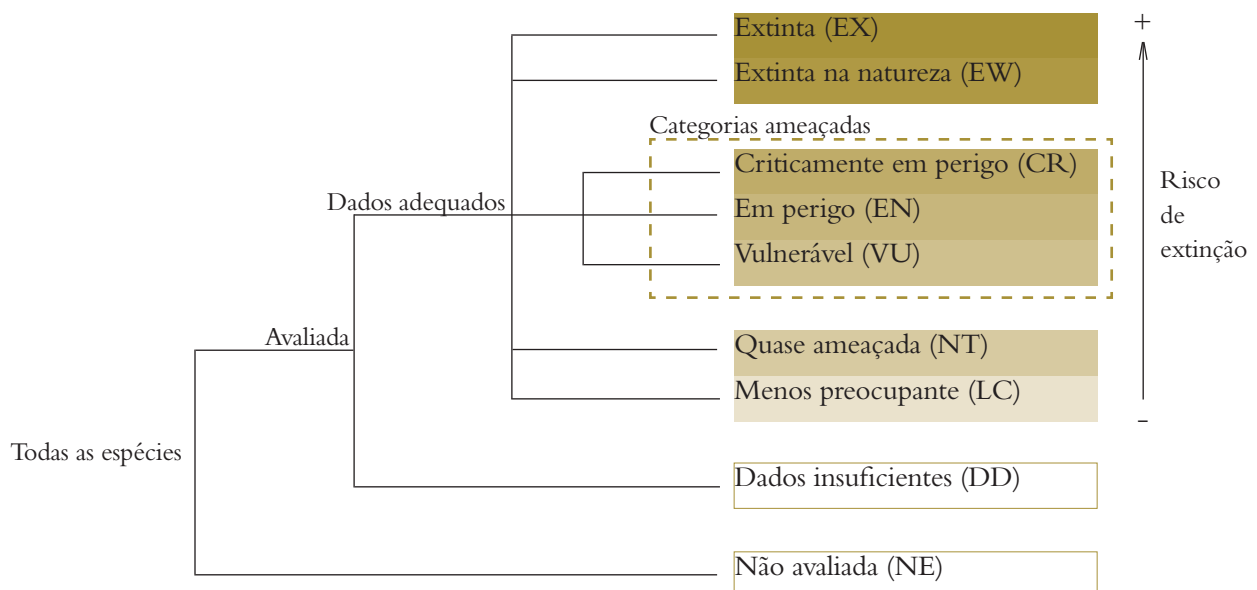 Extinta (EX)
+
Extinta na natureza (EW)
Categorias ameaçadas
Criticamente em perigo (CR)
Dados adequados
Em perigo (EN)
Vulnerável (VU)
Risco
de
extinção
Avaliada
Quase ameaçada (NT)
Menos preocupante (LC)
-
Todas as espécies
Dados insuficientes (DD)
Não avaliada (NE)